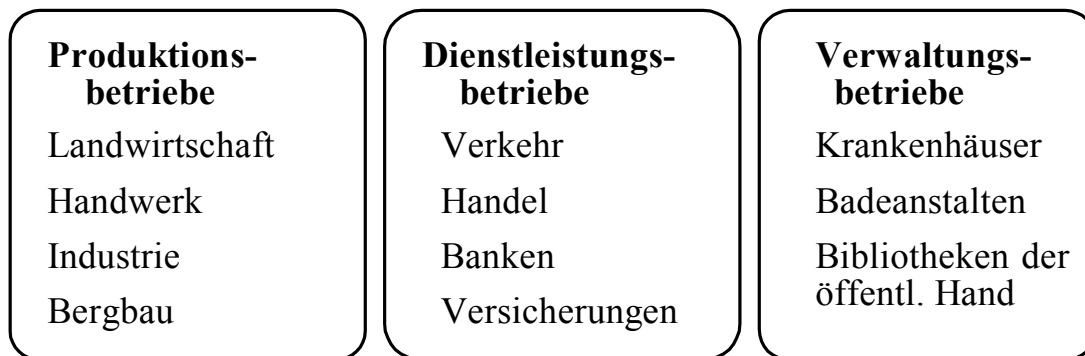 Produktions-
betriebe
Landwirtschaft
Handwerk
Industrie
Bergbau
Dienstleistungs-
betriebe
Verkehr
Handel
Banken
Versicherungen
Verwaltungs-
betriebe
Krankenhäuser
Badeanstalten
Bibliotheken der
öffentl. Hand